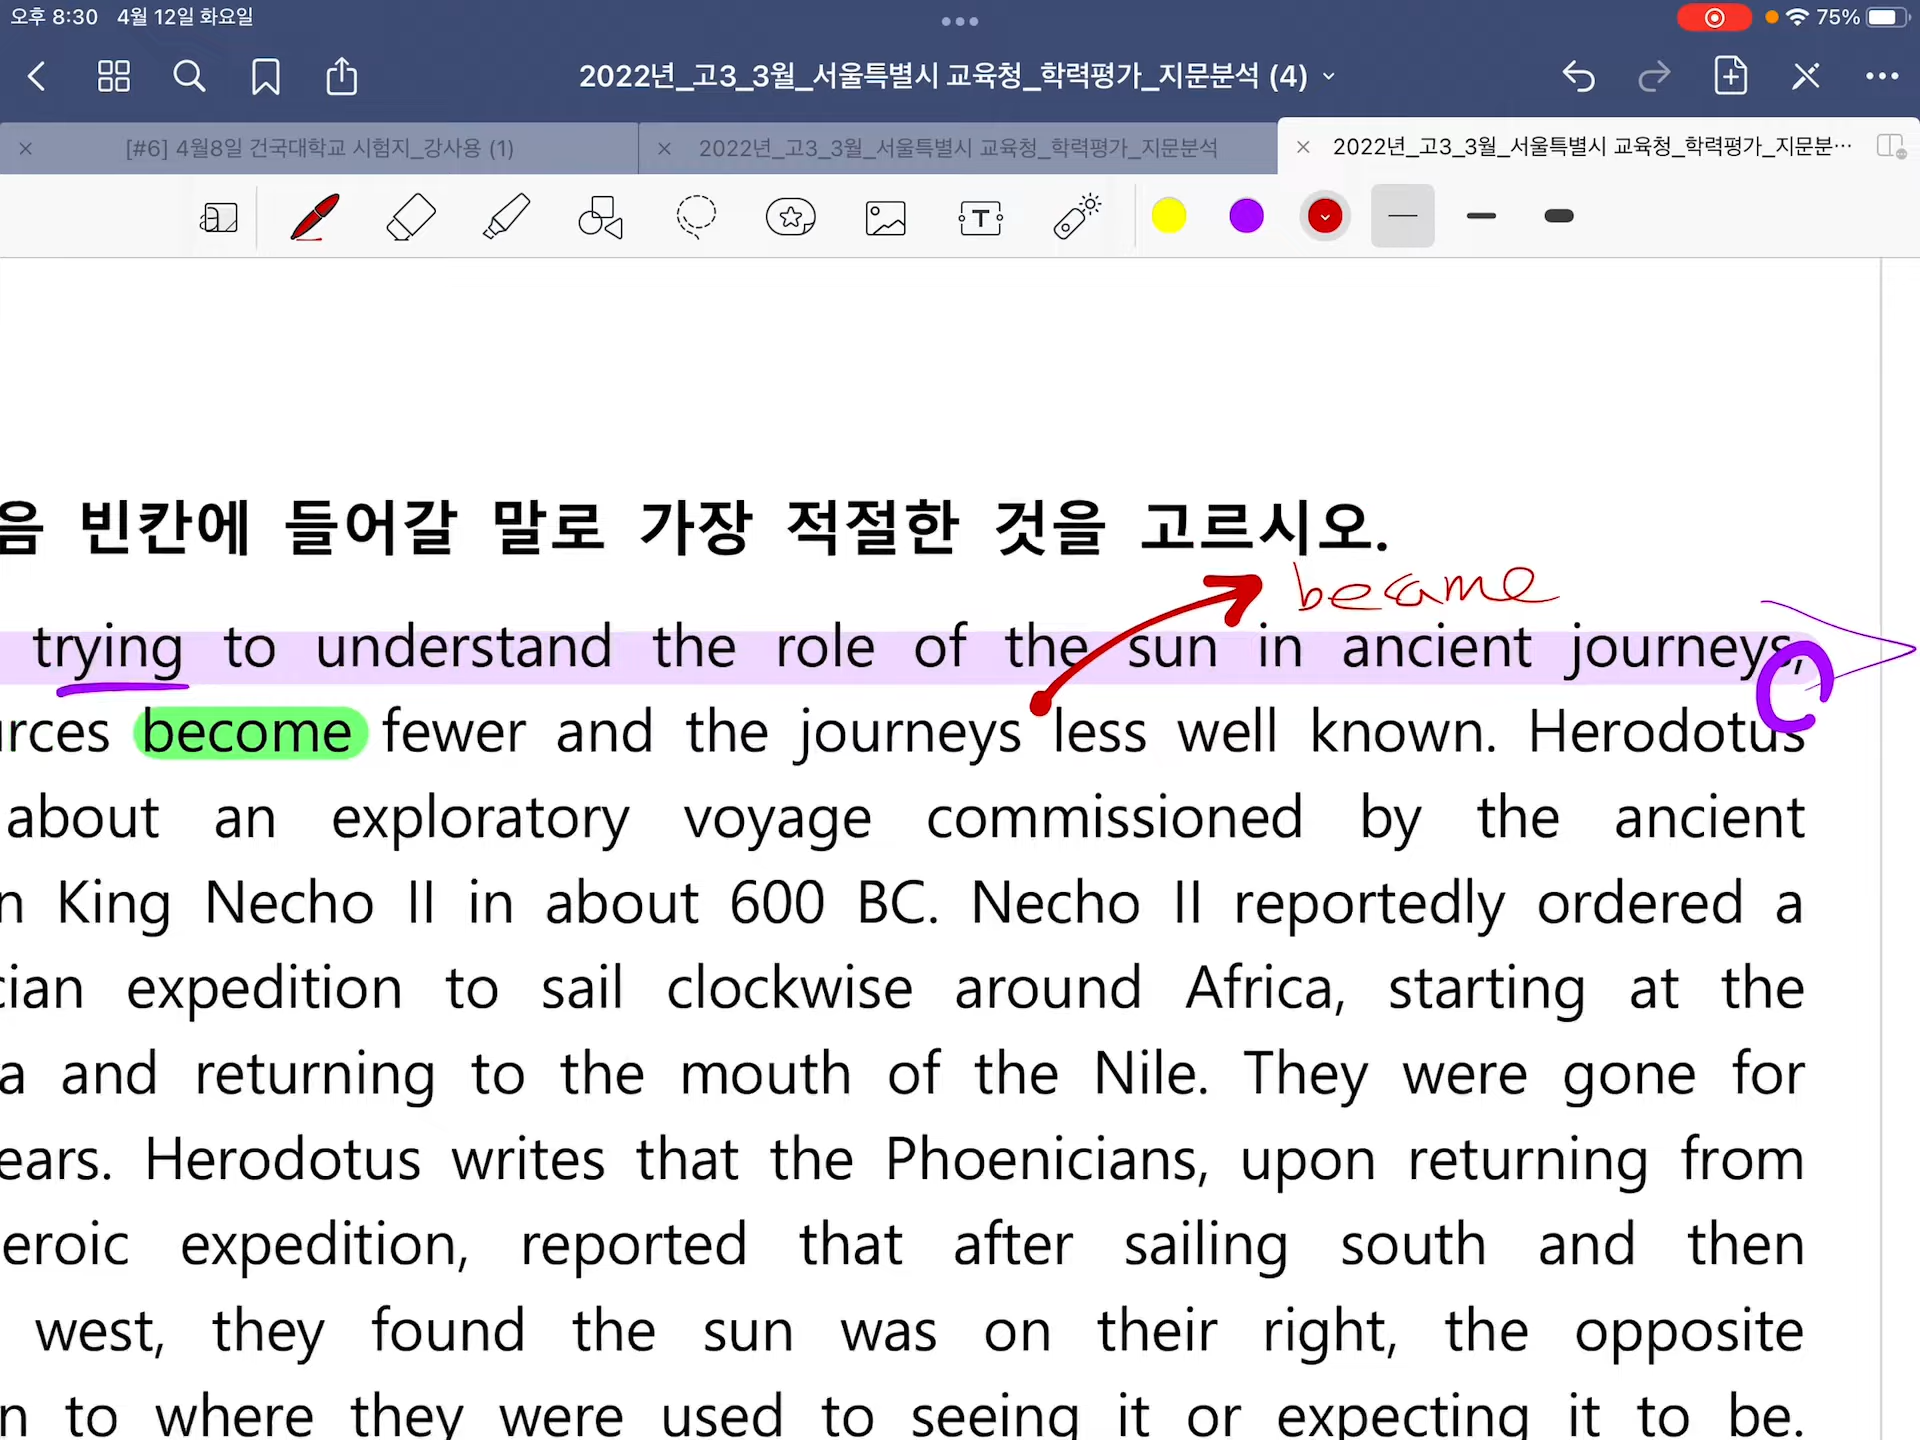 오후 8:30 4월 12일 화요일
75%
2022년_고3_3월_서울특별시 교육청_학력평가_지문분석 (4)
[#6] 4월8일 건국대학교 시험지_강사용 (1)
2022년_고3_3월_서울특별시 교육청_학력평가_지문분석
2022년_고3_3월_서울특별시 교육청_학력평가_지문분…
음 빈칸에 들어갈 말로 가장 적절한 것을 고르시오.
became
trying to understand the role of the sun in ancient journeys,
urces become fewer and the journeys less well known. Herodotus
about an exploratory voyage commissioned by the ancient
n King Necho II in about 600 BC. Necho II reportedly ordered a
cian expedition to sail clockwise around Africa, starting at the
a and returning to the mouth of the Nile. They were gone for
ears. Herodotus writes that the Phoenicians, upon returning from
eroic expedition, reported that after sailing south and then
west, they found the sun was on their right, the opposite
n to where they were used to seeing it or expecting it to be.